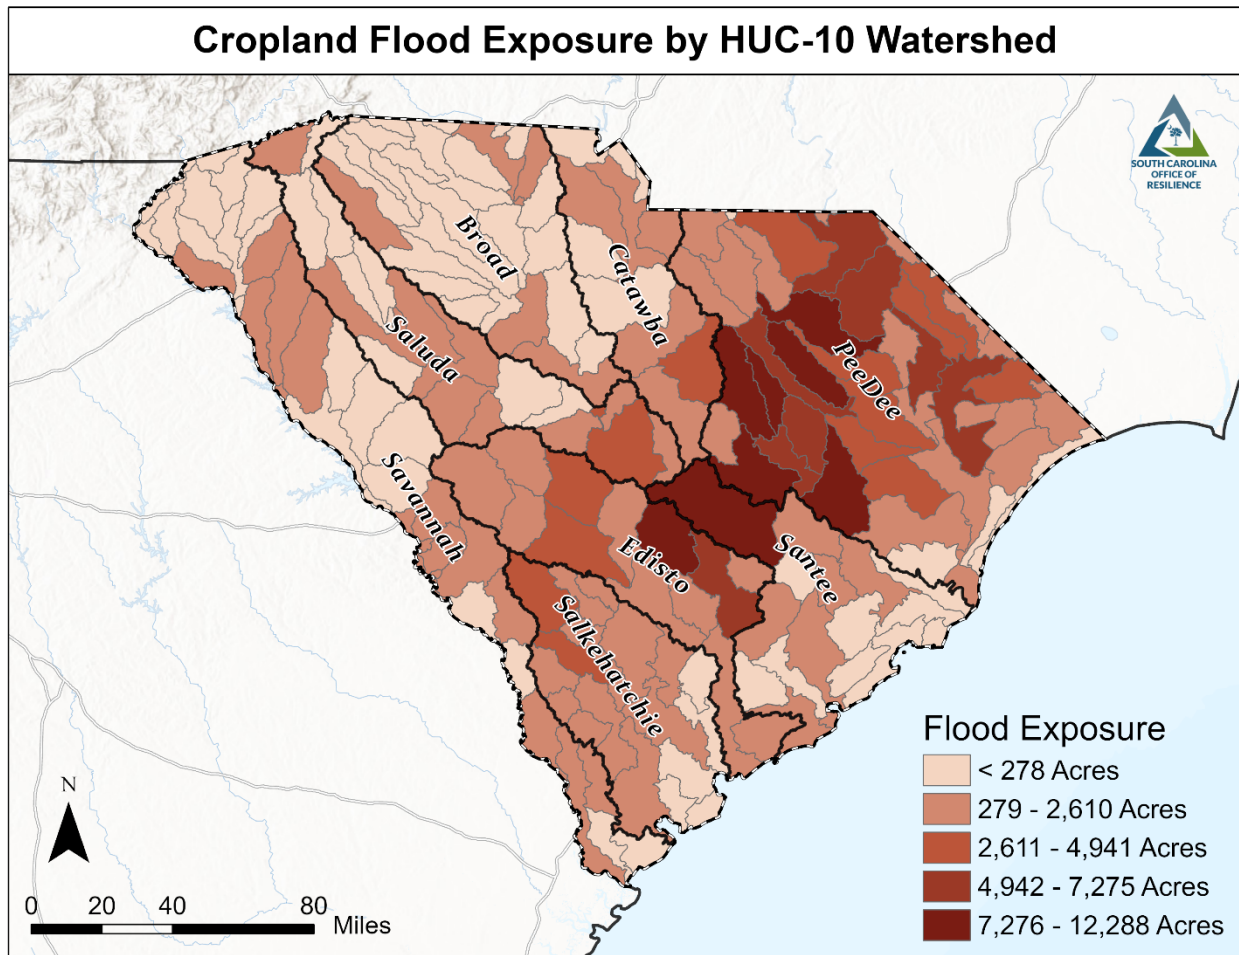 Cropland Flood Exposure by HUC-10 Watershed
SOUTH CAROLINA
OFFICE OF
RESILIENCE
Broad
Catawba
Saluda
PeeDee
Savannah
Edisto
Santee
Salkehatchie
N
0 20 40 80 Miles
Flood Exposure
< 278 Acres
279 - 2,610 Acres
2,611 - 4,941 Acres
4,942 - 7,275 Acres
7,276 - 12,288 Acres